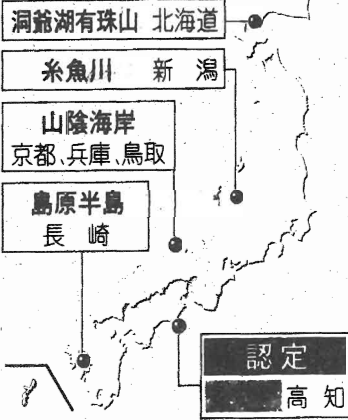 洞爺湖有珠山 北海道
糸魚川 新潟
山陰海岸
京都、兵庫、鳥取
島原半島
長崎
認定
高知